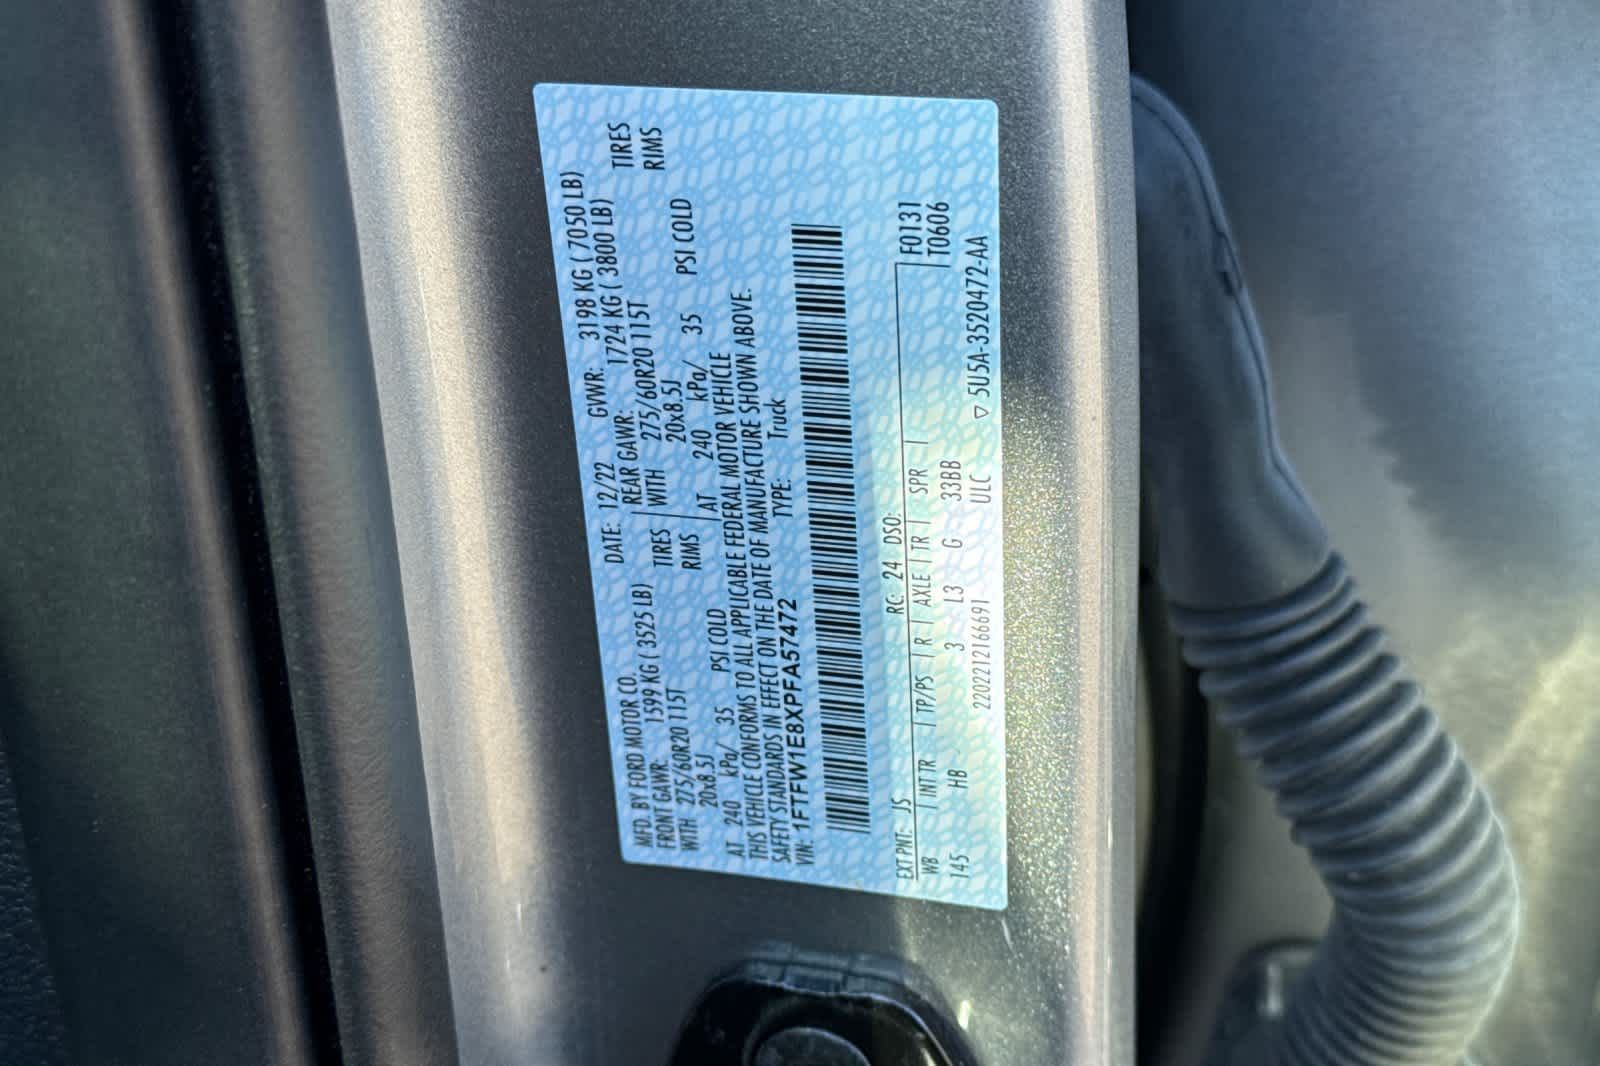 MFD. BY FORD MOTOR CO.
DATE: 12/22 GVWR: 3198 KG ( 7050 LB)
FRONT GAWR: 1599 KG ( 3525 LB)
REAR GAWR: 1724 KG ( 3800 LB)
WITH 275/60R20 115T TIRES
WITH 275/60R20 115T TIRES
20x8.5J RIMS
20x8.5J RIMS
AT 240 kPa/ 35 PSI COLD
AT 240 kPa/ 35 PSI COLD
THIS VEHICLE CONFORMS TO ALL APPLICABLE FEDERAL MOTOR VEHICLE
SAFETY STANDARDS IN EFFECT ON THE DATE OF MANUFACTURE SHOWN ABOVE.
VIN: 1FTFW1E8XPFA57472 TYPE: Truck
EXT PNT: JS RC: 24 DSO: F0131
WB | INT TR | TP/PS | R | AXLE | TR | SPR | T0606
145 HB 3 L3 G 33BB
220221216669I ULC ▽ 5U5A-3520472-AA